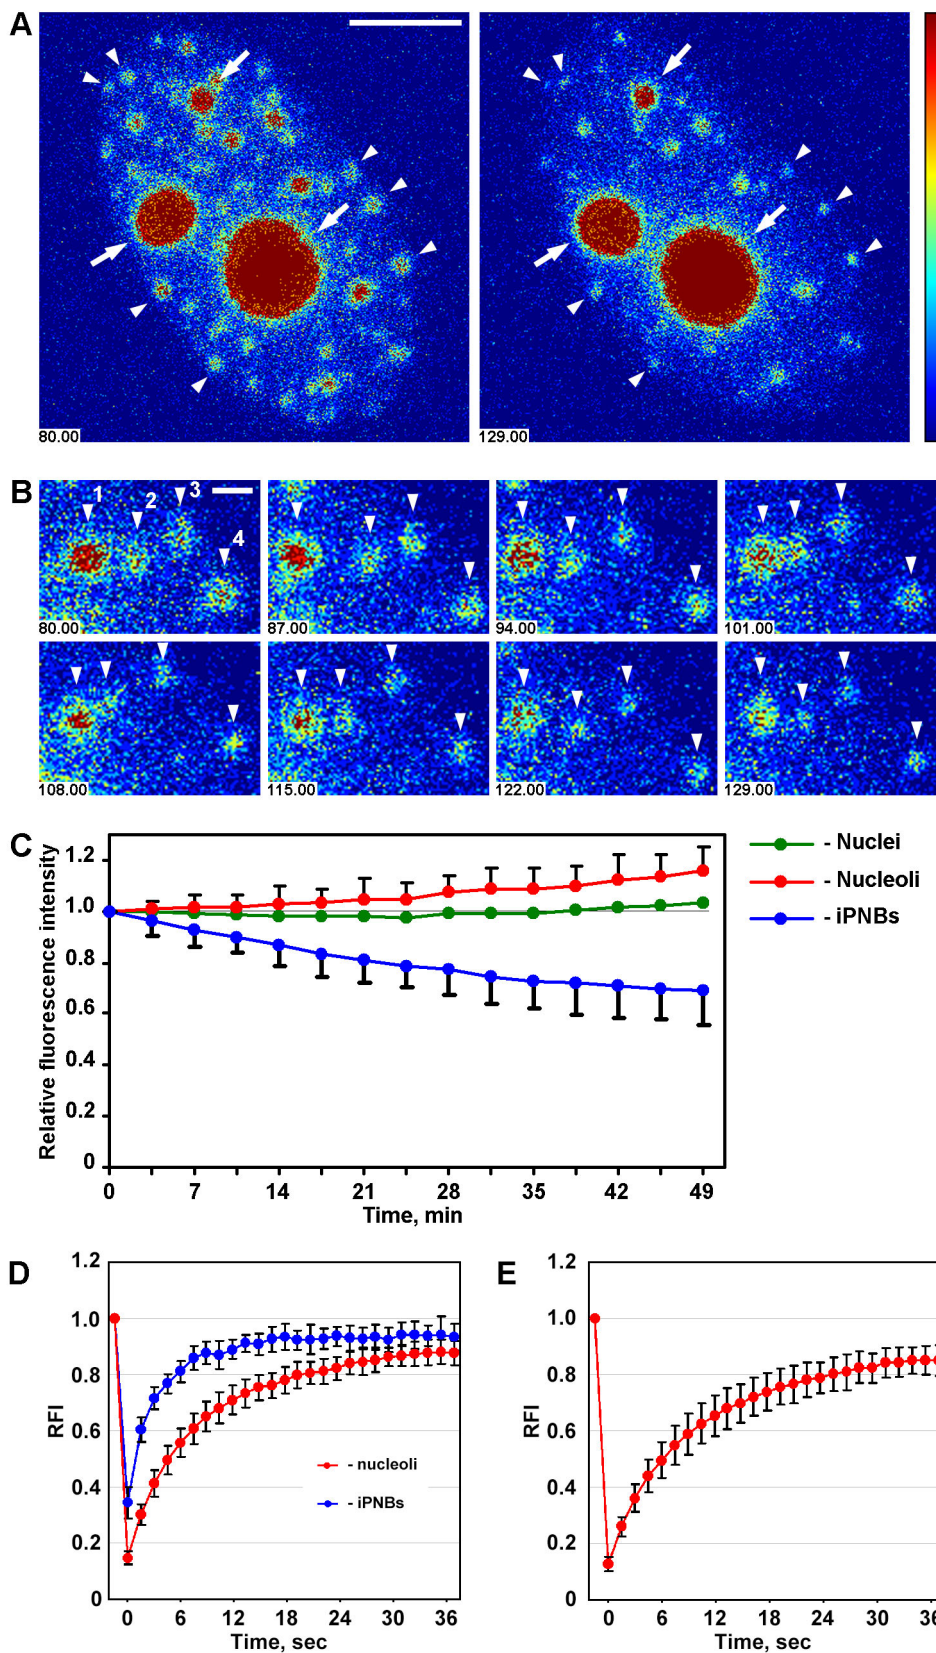 A
80.00
129.00
B
1 2 3 4
80.00
87.00
94.00
101.00
108.00
115.00
122.00
129.00
C
Relative fluorescence intensity
1.2
1.0
0.8
0.6
0.4
0.2
0
0 7 14 21 28 35 42 49
Time, min
- Nuclei
- Nucleoli
- iPNBs
D
RFI
1.2
1.0
0.8
0.6
0.4
0.2
0
0 6 12 18 24 30 36
Time, sec
- nucleoli
- iPNBs
E
RFI
1.2
1.0
0.8
0.6
0.4
0.2
0
0 6 12 18 24 30 36
Time, sec